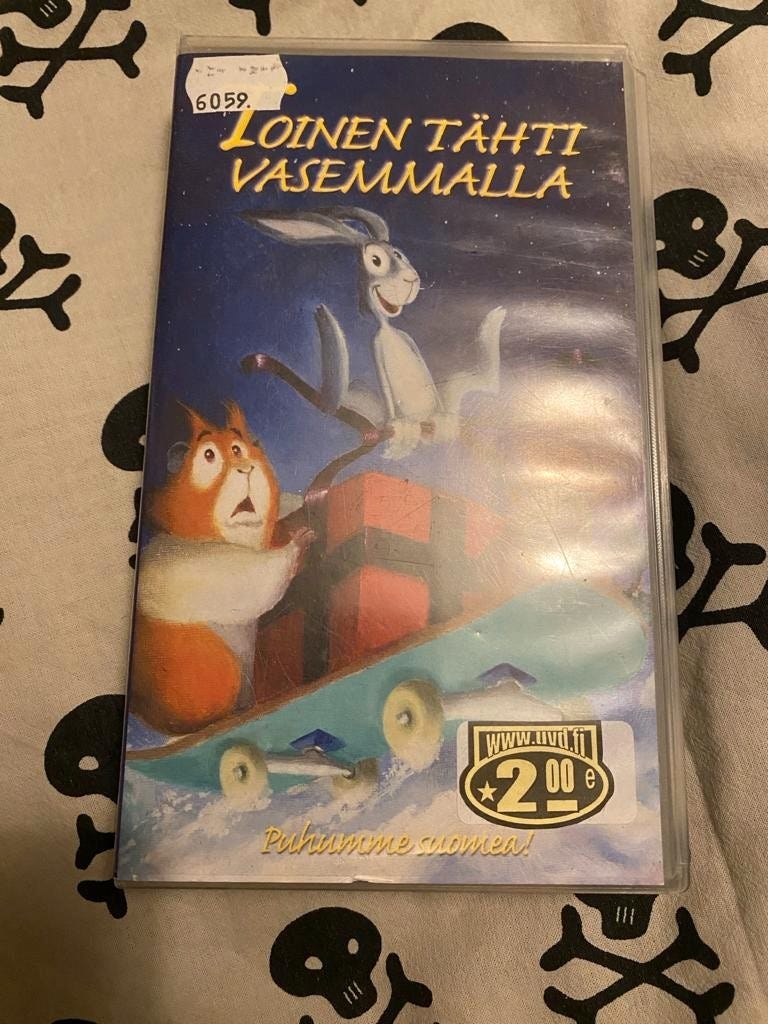 6059.
TOINEN TÄHTI
VASEMMALLA
www.uvd.fi
2 00 e
Puhumme suomea!